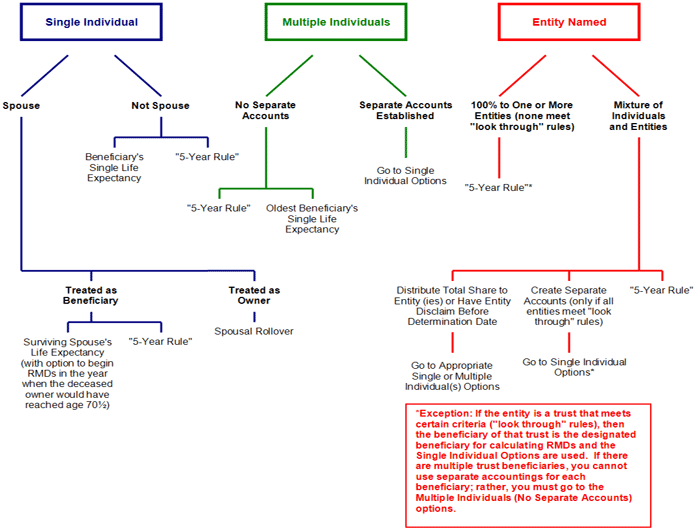 Single Individual
Multiple Individuals
Entity Named
Spouse
Not Spouse
No Separate
Accounts
Separate Accounts
Established
100% to One or More
Entities (none meet
"look through" rules)
Mixture of
Individuals
and Entities
Beneficiary's
Single Life
Expectancy
"5-Year Rule"
Go to Single
Individual Options
"5-Year Rule"*
"5-Year Rule"
Oldest Beneficiary's
Single Life
Expectancy
Treated as
Beneficiary
Treated as
Owner
Distribute Total Share to
Entity (ies) or Have Entity
Disclaim Before
Determination Date
Create Separate
Accounts (only if all
entities meet "look
through" rules)
"5-Year Rule"
Surviving Spouse's
Life Expectancy
(with option to begin
RMDs in the year
when the deceased
owner would have
reached age 70½)
"5-Year Rule"
Spousal Rollover
Go to Appropriate
Single or Multiple
Individual(s) Options
Go to Single Individual
Options*
*Exception: If the entity is a trust that meets
certain criteria ("look through" rules), then
the beneficiary of that trust is the designated
beneficiary for calculating RMDs and the
Single Individual Options are used.  If there
are multiple trust beneficiaries, you cannot
use separate accountings for each
beneficiary; rather, you must go to the
Multiple Individuals (No Separate Accounts)
options.